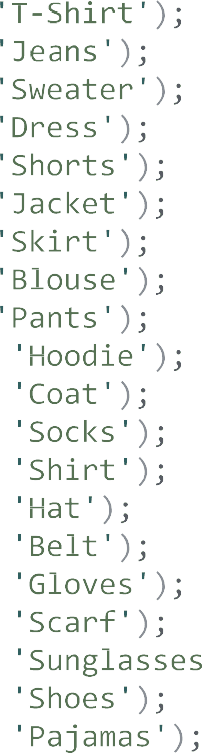 'T-Shirt');
'Jeans');
'Sweater');
'Dress');
'Shorts');
'Jacket');
'Skirt');
'Blouse');
'Pants');
'Hoodie');
'Coat');
'Socks');
'Shirt');
'Hat');
'Belt');
'Gloves');
'Scarf');
'Sunglasses
'Shoes');
'Pajamas');